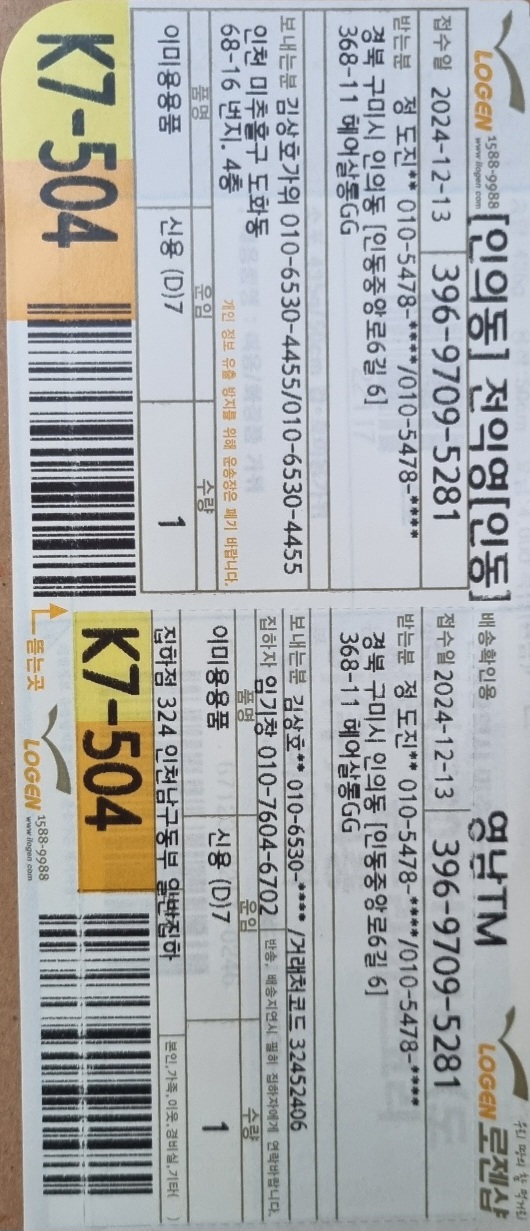 LOGEN 1588-9988
www.ilogen.com
[인의동] 전익영[인동]
접수일 2024-12-13 396-9709-5281
받는분 정 도진** 010-5478-****/010-5478-****
경북 구미시 인의동 [인동중앙로6길 6]
368-11 헤어살롱GG
보내는분 김상호가위 010-6530-4455/010-6530-4455
인천 미추홀구 도화동
68-16 번지. 4층
개인 정보 유출 방지를 위해 운송장은 폐기 바랍니다.
품명 운임 수량
이미용용품 신용 (D)7 1
K7-504
뜯는곳
배송확인용 영남TM LOGEN 로젠샵
접수일 2024-12-13 396-9709-5281
받는분 정 도진** 010-5478-****/010-5478-****
경북 구미시 인의동 [인동중앙로6길 6]
368-11 헤어살롱GG
보내는분 김상호** 010-6530-**** /거래처코드 32452406
집하자 임기창 010-7604-6702 반송, 배송지연시 필히 집하자에게 연락바랍니다.
품명 운임 수량
이미용용품 신용 (D)7 1
집하점 324 인천남구동부 일반집하 본인,가족,이웃,경비실,기타( )
K7-504
LOGEN 1588-9988
www.ilogen.com